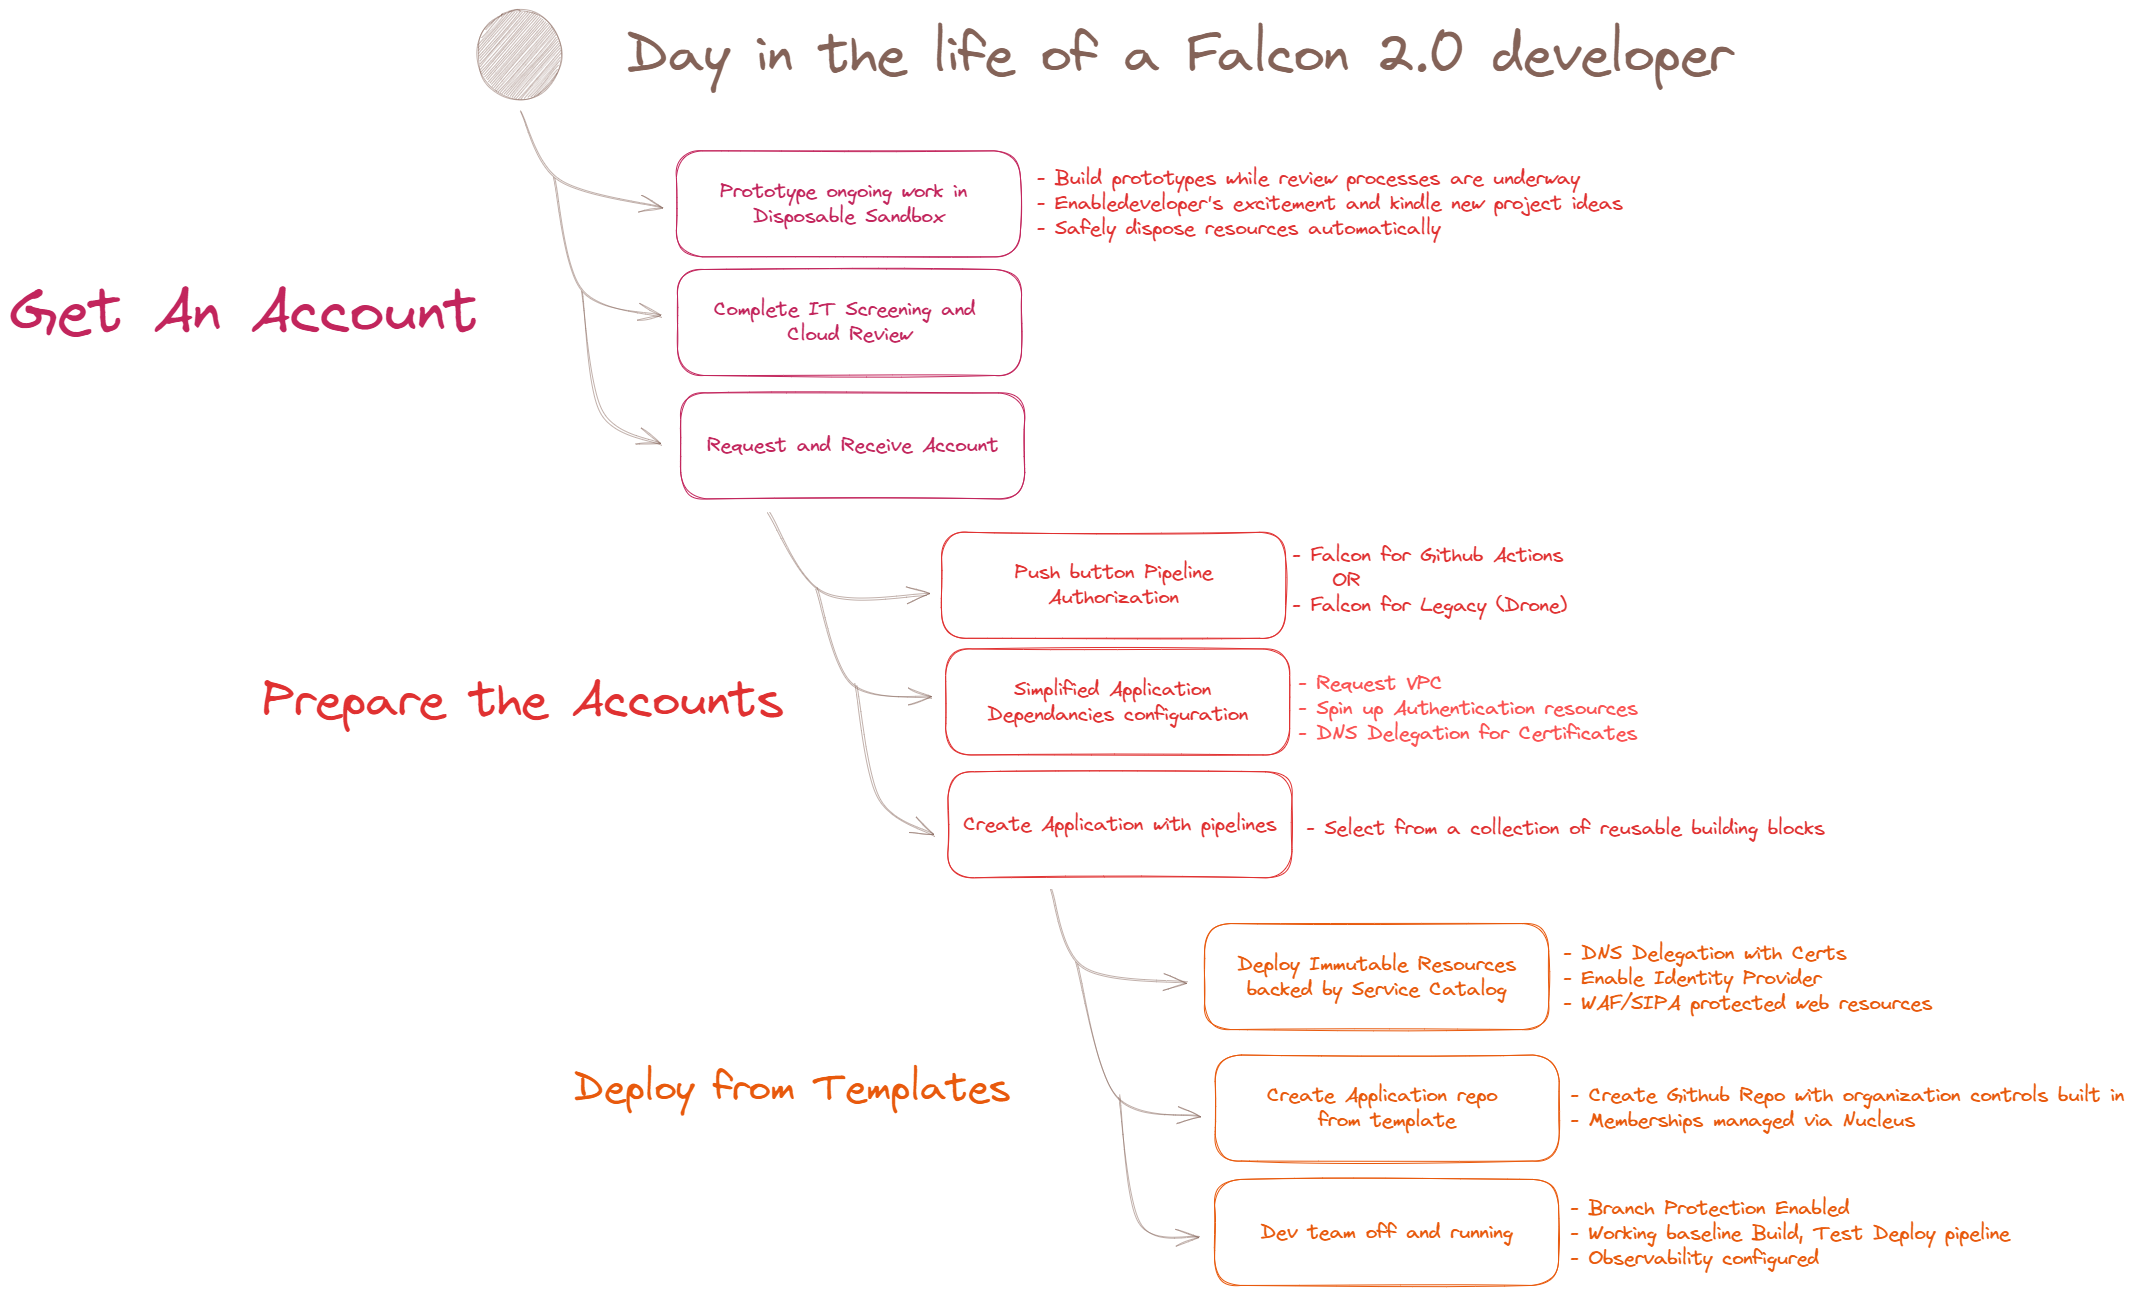 Day in the life of a Falcon 2.0 developer
Get An Account
Prototype ongoing work in
Disposable Sandbox
- Build prototypes while review processes are underway
- Enabledeveloper's excitement and kindle new project ideas
- Safely dispose resources automatically
Complete IT Screening and
Cloud Review
Request and Receive Account
Prepare the Accounts
Push button Pipeline
Authorization
- Falcon for Github Actions
OR
- Falcon for Legacy (Drone)
Simplified Application
Dependancies configuration
- Request VPC
- Spin up Authentication resources
- DNS Delegation for Certificates
Create Application with pipelines
- Select from a collection of reusable building blocks
Deploy from Templates
Deploy Immutable Resources
backed by Service Catalog
- DNS Delegation with Certs
- Enable Identity Provider
- WAF/SIPA protected web resources
Create Application repo
from template
- Create Github Repo with organization controls built in
- Memberships managed via Nucleus
Dev team off and running
- Branch Protection Enabled
- Working baseline Build, Test Deploy pipeline
- Observability configured